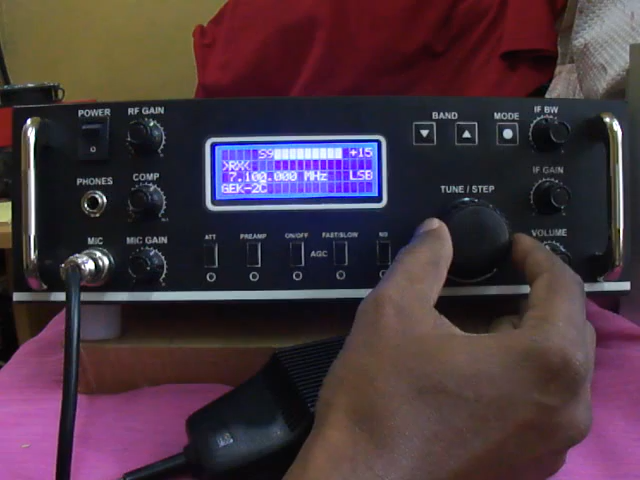 POWER
RF GAIN
BAND
MODE
IF BW
S9 +15
>RX<
7.100.000 MHz LSB
GEK-2C
PHONES
COMP
TUNE / STEP
IF GAIN
MIC
MIC GAIN
ATT
PREAMP
ON/OFF
AGC
FAST/SLOW
NB
VOLUME
O